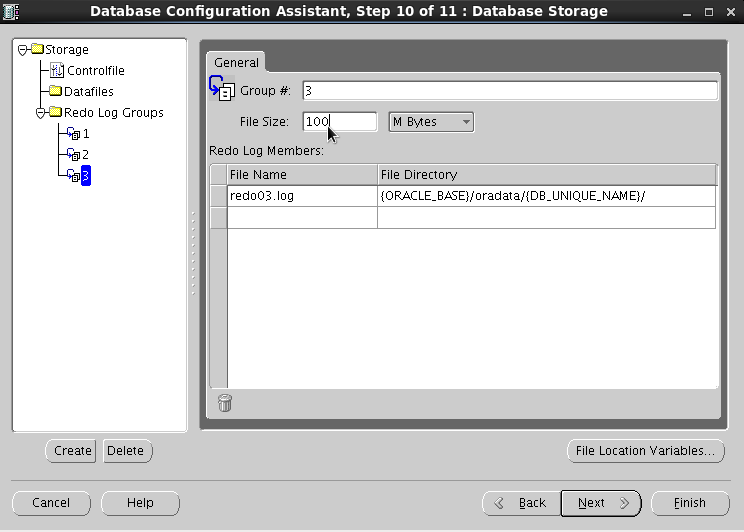 Database Configuration Assistant, Step 10 of 11 : Database Storage
Storage
Controlfile
Datafiles
Redo Log Groups
1
2
3
General
Group #: 3
File Size: 100 M Bytes
Redo Log Members:
File Name File Directory
redo03.log {ORACLE_BASE}/oradata/{DB_UNIQUE_NAME}/
Create Delete File Location Variables...
Cancel Help Back Next Finish